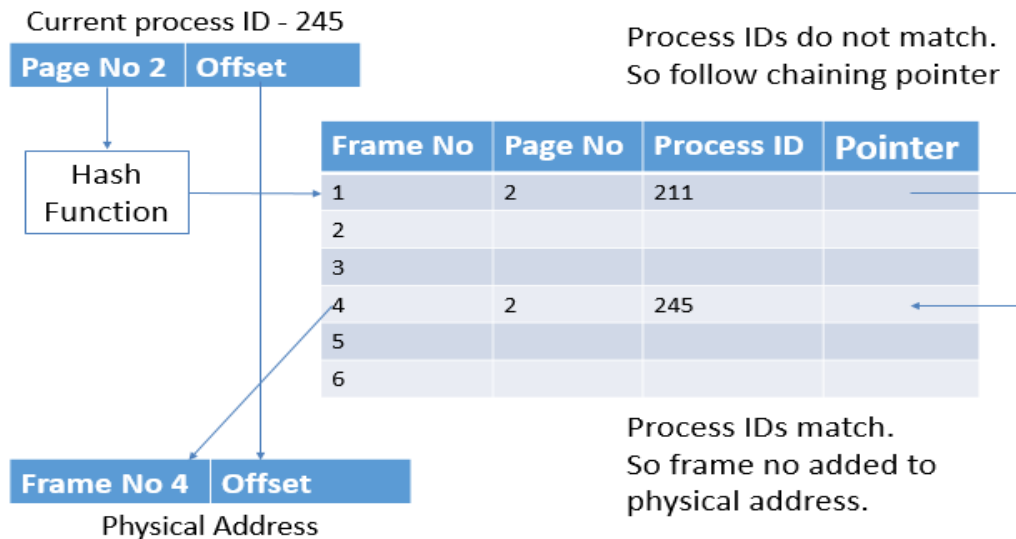 Current process ID - 245
Page No 2 Offset
Process IDs do not match.
So follow chaining pointer
Hash
Function
Frame No Page No Process ID Pointer
1 2 211
2
3
4 2 245
5
6
Process IDs match.
So frame no added to
physical address.
Frame No 4 Offset
Physical Address